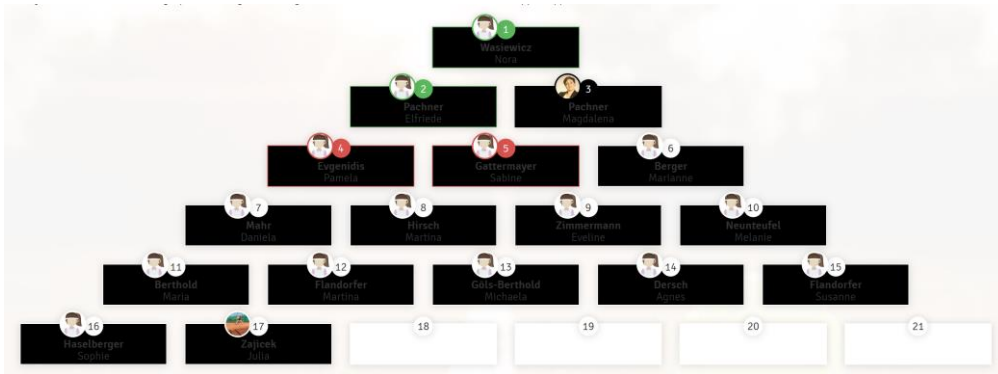 1
Wasiewicz
Nora
2
Pachner
Elfriede
3
Pachner
Magdalena
4
Evgenidis
Pamela
5
Gattermayer
Sabine
6
Berger
Marianne
7
Mahr
Daniela
8
Hirsch
Martina
9
Zimmermann
Eveline
10
Neunteufel
Melanie
11
Berthold
Maria
12
Flandorfer
Martina
13
Göls-Berthold
Michaela
14
Dersch
Agnes
15
Flandorfer
Susanne
16
Haselberger
Sophie
17
Zajicek
Julia
18
19
20
21